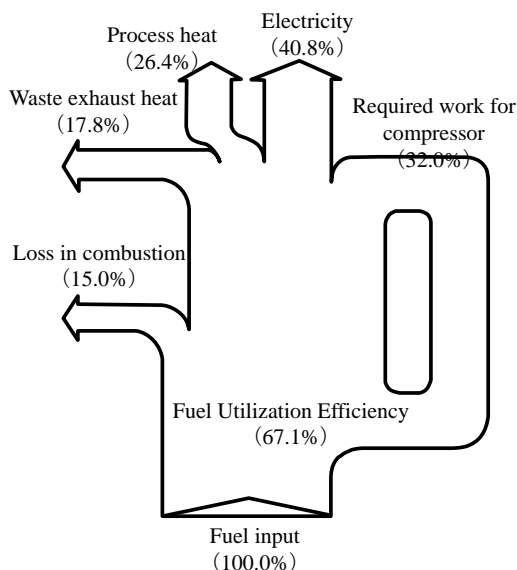 Process heat
（26.4%）
Electricity
（40.8%）
Waste exhaust heat
（17.8%）
Required work for
compressor
（32.0%）
Loss in combustion
（15.0%）
Fuel Utilization Efficiency
（67.1%）
Fuel input
（100.0%）